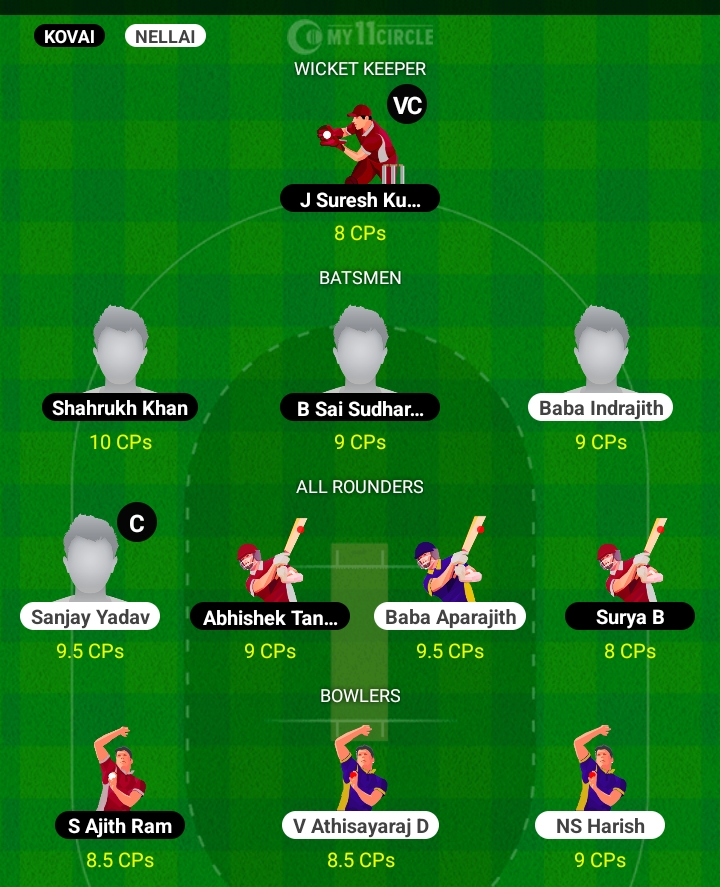 KOVAI NELLAI MY11CIRCLE
WICKET KEEPER
VC
J Suresh Ku...
8 CPs
BATSMEN
Shahrukh Khan B Sai Sudhar... Baba Indrajith
10 CPs 9 CPs 9 CPs
ALL ROUNDERS
C
Sanjay Yadav Abhishek Tan... Baba Aparajith Surya B
9.5 CPs 9 CPs 9.5 CPs 8 CPs
BOWLERS
S Ajith Ram V Athisayaraj D NS Harish
8.5 CPs 8.5 CPs 9 CPs